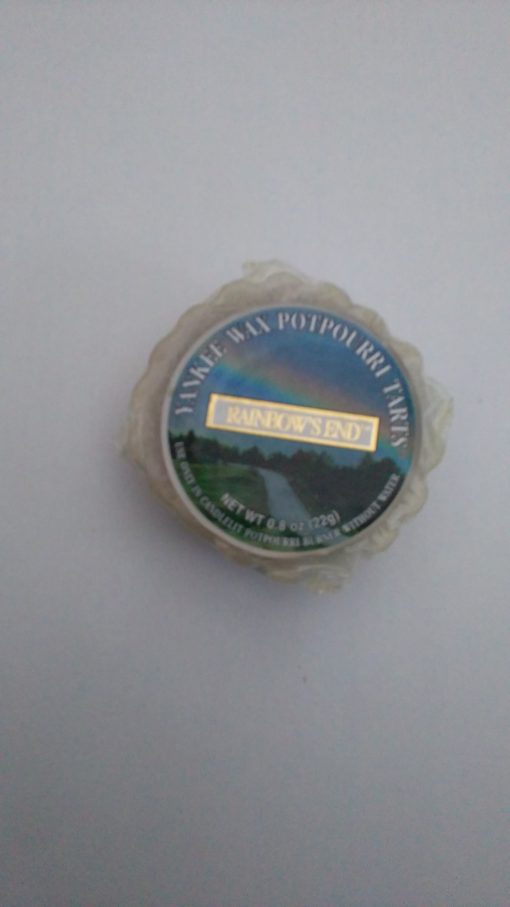 YANKEE WAX POTPOURRI TARTS
RAINBOW'S END™
NET WT 0.8 oz (22g)
USE ONLY IN CANDLELIT POTPOURRI BURNER WITHOUT WATER